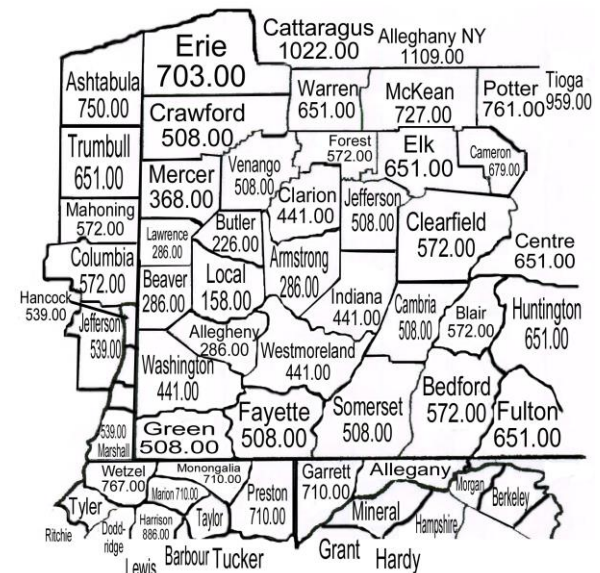 Erie
703.00
Cattaragus
1022.00
Alleghany NY
1109.00
Ashtabula
750.00
Warren
651.00
McKean
727.00
Potter
761.00
Tioga
959.00
Crawford
508.00
Trumbull
651.00
Forest
572.00
Elk
651.00
Cameron
679.00
Mercer
368.00
Venango
508.00
Clarion
441.00
Jefferson
508.00
Mahoning
572.00
Lawrence
286.00
Butler
226.00
Clearfield
572.00
Centre
651.00
Columbia
572.00
Armstrong
286.00
Beaver
286.00
Local
158.00
Indiana
441.00
Hancock
539.00
Jefferson
539.00
Cambria
508.00
Blair
572.00
Huntington
651.00
Allegheny
286.00
Westmoreland
441.00
Washington
441.00
Bedford
572.00
Fulton
651.00
Somerset
508.00
Fayette
508.00
Green
508.00
539.00
Marshall
Wetzel
767.00
Monongalia
710.00
Marion 710.00
Preston
710.00
Garrett
710.00
Allegany
Morgan
Berkeley
Mineral
Hampshire
Tyler
Ritchie
Dodd-
ridge
Harrison
886.00
Taylor
Lewis
Barbour
Tucker
Grant
Hardy